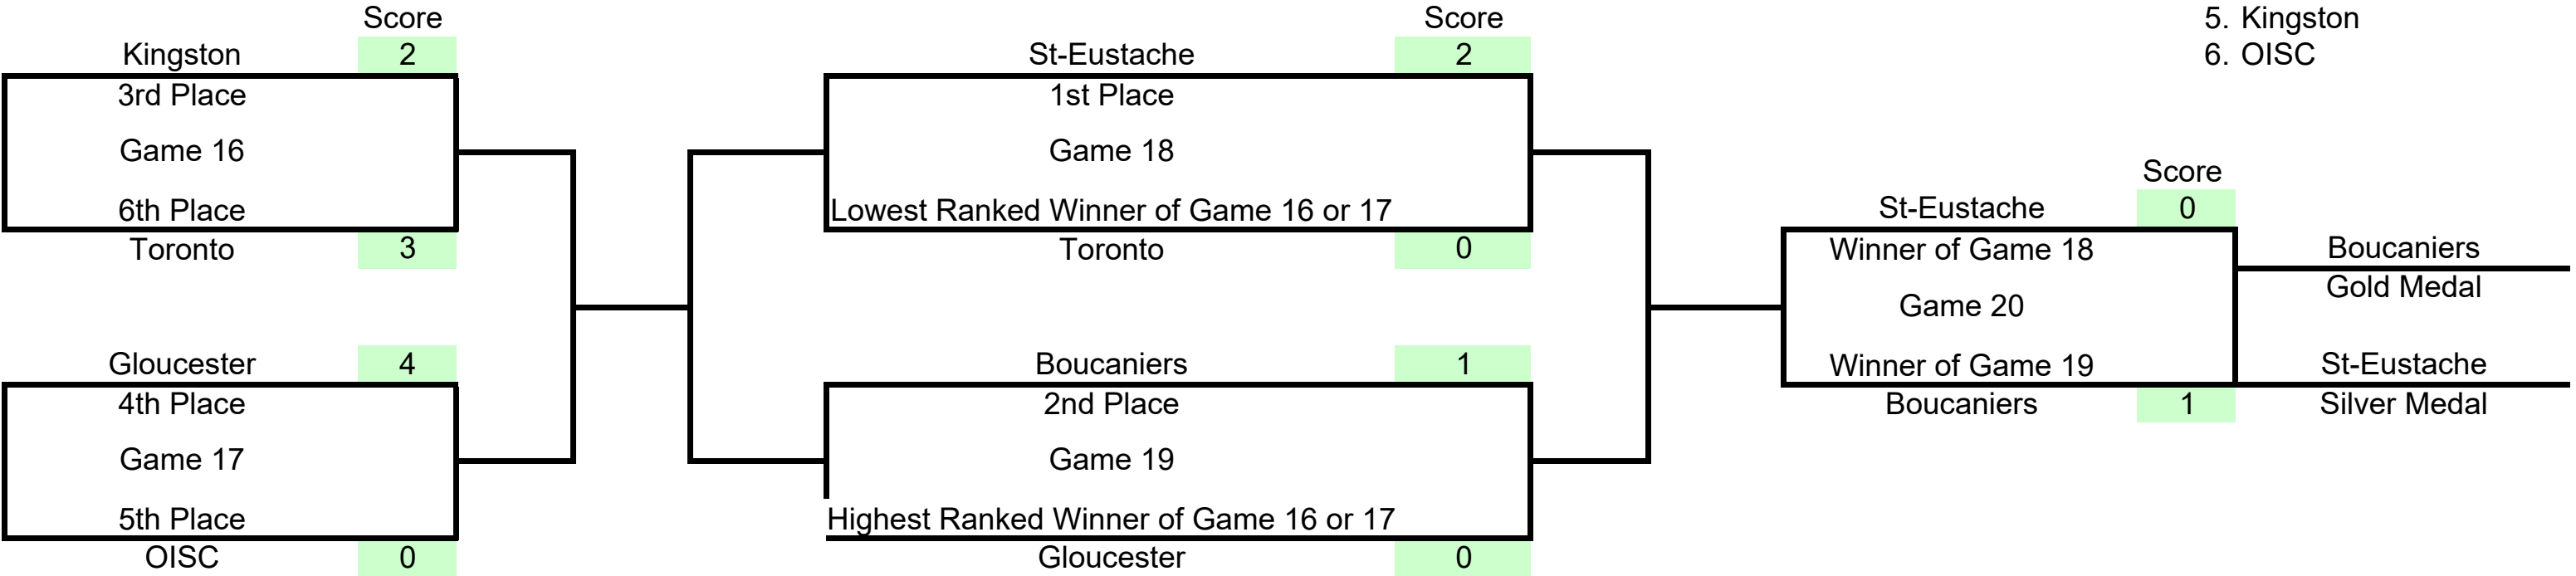 Score
Score
5. Kingston
Kingston 2
St-Eustache 2
6. OISC
3rd Place
1st Place
Game 16
Game 18
Score
6th Place
Lowest Ranked Winner of Game 16 or 17
St-Eustache 0
Toronto 3
Toronto 0
Winner of Game 18
Boucaniers
Gold Medal
Game 20
Gloucester 4
Boucaniers 1
Winner of Game 19
St-Eustache
4th Place
2nd Place
Boucaniers 1
Silver Medal
Game 17
Game 19
5th Place
Highest Ranked Winner of Game 16 or 17
OISC 0
Gloucester 0